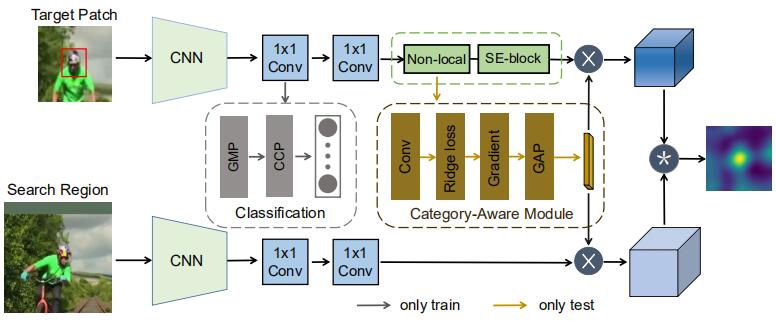 Target Patch
CNN
1x1
Conv
1x1
Conv
Non-local
SE-block
X
GMP
CCP
Classification
Conv
Ridge loss
Gradient
GAP
Category-Aware Module
*
Search Region
CNN
1x1
Conv
1x1
Conv
X
only train
only test